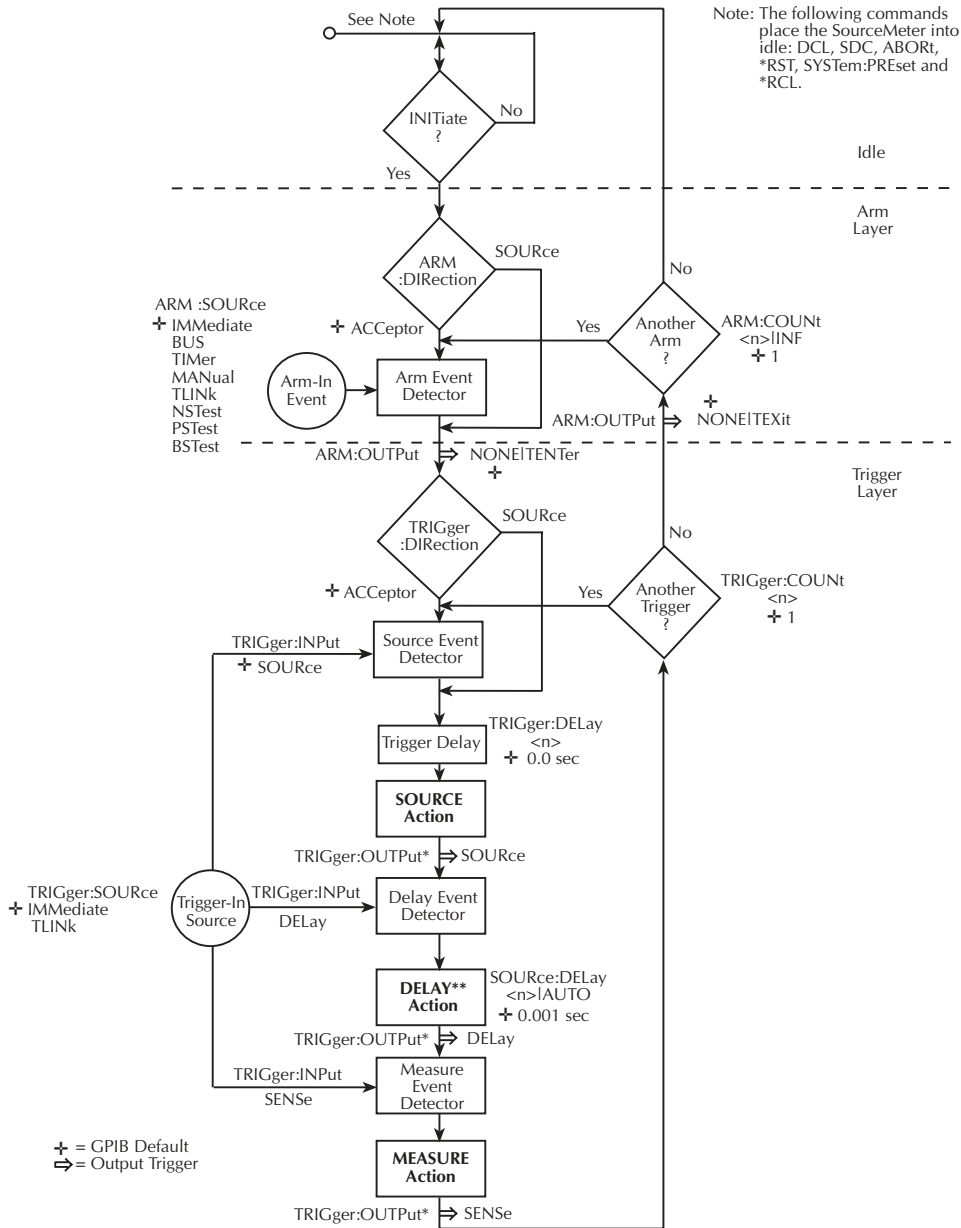 See Note
Note: The following commands
place the SourceMeter into
idle: DCL, SDC, ABORt,
*RST, SYSTem:PREset and
*RCL.
INITiate
?
No
Yes
Idle
Arm
Layer
ARM
:DIRection
SOURce
No
ARM :SOURce
✛ IMMediate
BUS
TIMer
MANual
TLINk
NSTest
PSTest
BSTest
✛ ACCeptor
Yes
Another
Arm
?
ARM:COUNt
<n>|INF
✛ 1
Arm-In
Event
Arm Event
Detector
ARM:OUTPut ⇒ ✛ NONE|TEXit
ARM:OUTPut ⇒ NONE|TENTer
✛
Trigger
Layer
TRIGger
:DIRection
SOURce
No
✛ ACCeptor
Yes
Another
Trigger
?
TRIGger:COUNt
<n>
✛ 1
TRIGger:INPut
✛ SOURce
Source Event
Detector
Trigger Delay
TRIGger:DELay
<n>
✛ 0.0 sec
SOURCE
Action
TRIGger:OUTPut* ⇒ SOURce
TRIGger:SOURce
✛ IMMediate
TLINk
Trigger-In
Source
TRIGger:INPut
DELay
Delay Event
Detector
DELAY**
Action
SOURce:DELay
<n>|AUTO
✛ 0.001 sec
TRIGger:OUTPut* ⇒ DELay
TRIGger:INPut
SENSe
Measure
Event
Detector
✛ = GPIB Default
⇒ = Output Trigger
MEASURE
Action
TRIGger:OUTPut* ⇒ SENSe